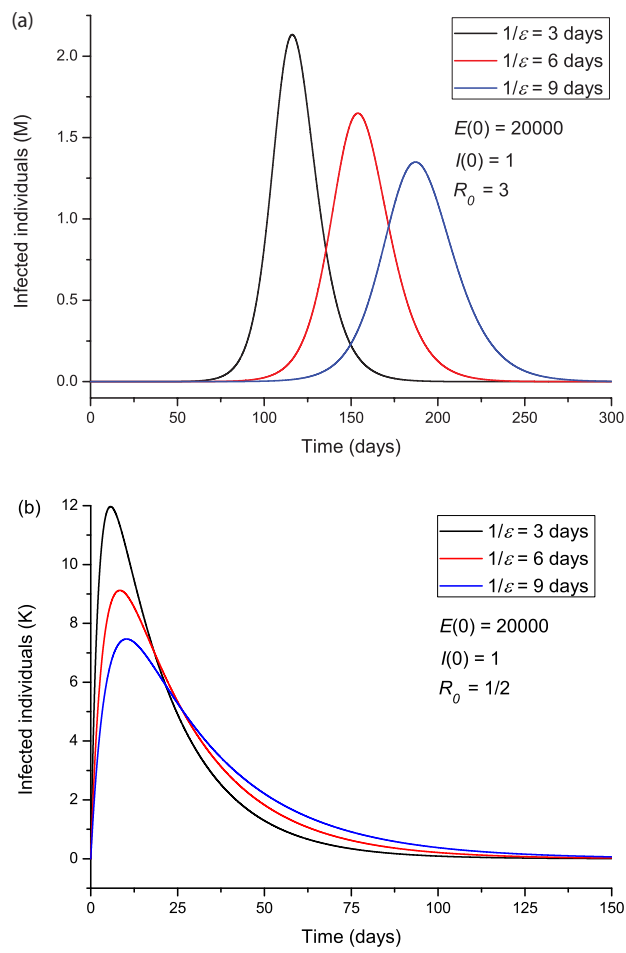 (a)
1/ε = 3 days
1/ε = 6 days
1/ε = 9 days
E(0) = 20000
I(0) = 1
R₀ = 3
Infected individuals (M)
2.0
1.5
1.0
0.5
0.0
0 50 100 150 200 250 300
Time (days)
(b)
1/ε = 3 days
1/ε = 6 days
1/ε = 9 days
E(0) = 20000
I(0) = 1
R₀ = 1/2
Infected individuals (K)
12
10
8
6
4
2
0
0 25 50 75 100 125 150
Time (days)